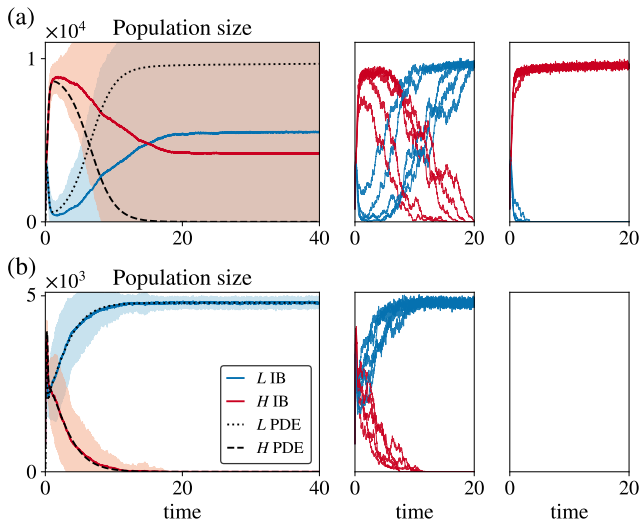 (a)
×10⁴ Population size
1
0
0 20 40
0 20
0 20
(b)
×10³ Population size
5
0
L IB
H IB
L PDE
H PDE
0 20 40
0 20
0 20
time
time
time